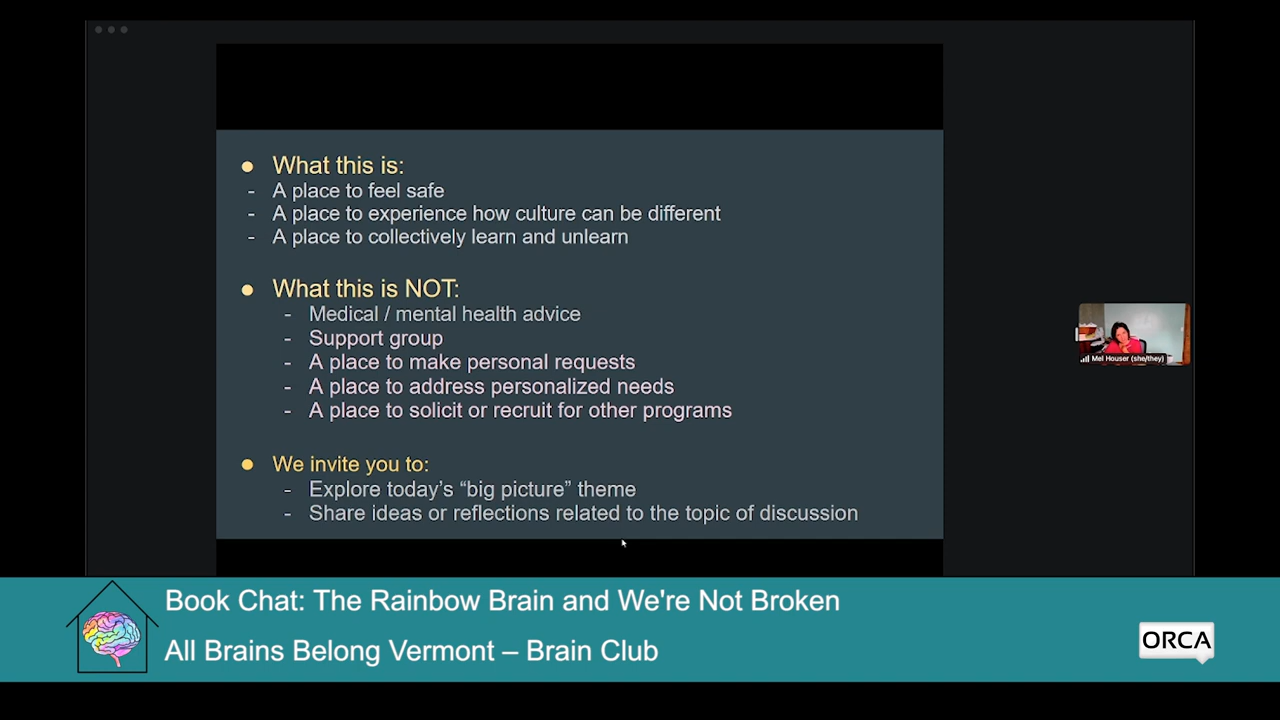 ● What this is:
- A place to feel safe
- A place to experience how culture can be different
- A place to collectively learn and unlearn
● What this is NOT:
- Medical / mental health advice
- Support group
- A place to make personal requests
- A place to address personalized needs
- A place to solicit or recruit for other programs
● We invite you to:
- Explore today's “big picture” theme
- Share ideas or reflections related to the topic of discussion
Mel Houser (she/they)
Book Chat: The Rainbow Brain and We're Not Broken
All Brains Belong Vermont – Brain Club
ORCA